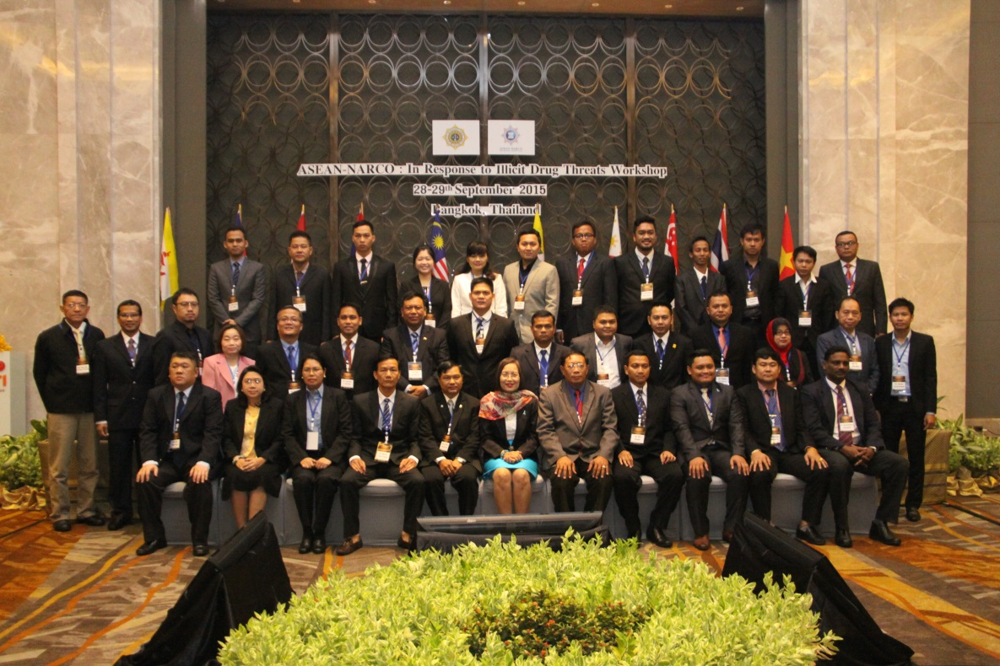 ASEAN-NARCO : In Response to Illicit Drug Threats Workshop
28-29th September 2015
Bangkok, Thailand